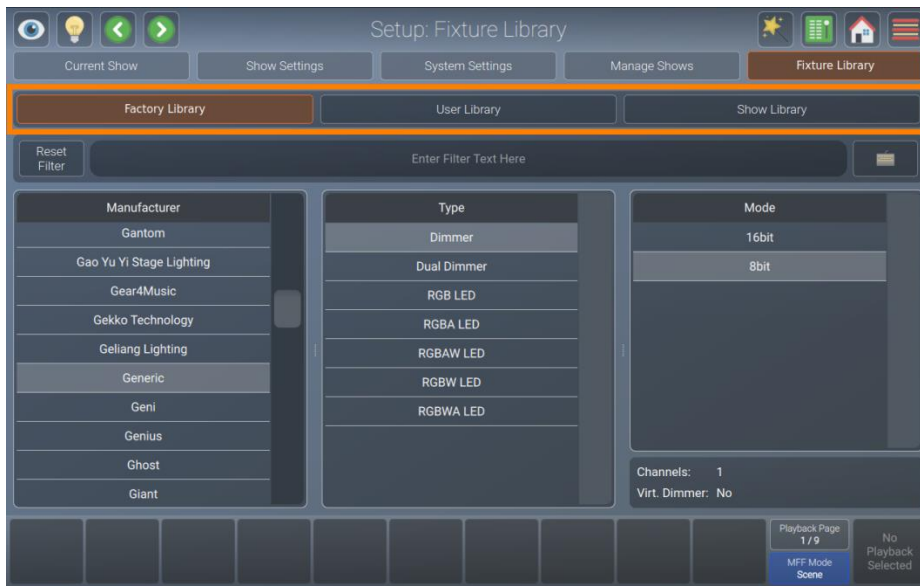 Setup: Fixture Library
Current Show
Show Settings
System Settings
Manage Shows
Fixture Library
Factory Library
User Library
Show Library
Reset
Filter
Enter Filter Text Here
Manufacturer
Gantom
Gao Yu Yi Stage Lighting
Gear4Music
Gekko Technology
Geliang Lighting
Generic
Geni
Genius
Ghost
Giant
Type
Dimmer
Dual Dimmer
RGB LED
RGBA LED
RGBAW LED
RGBW LED
RGBWA LED
Mode
16bit
8bit
Channels: 1
Virt. Dimmer: No
Playback Page
1/9
MFF Mode
Scene
No
Playback
Selected